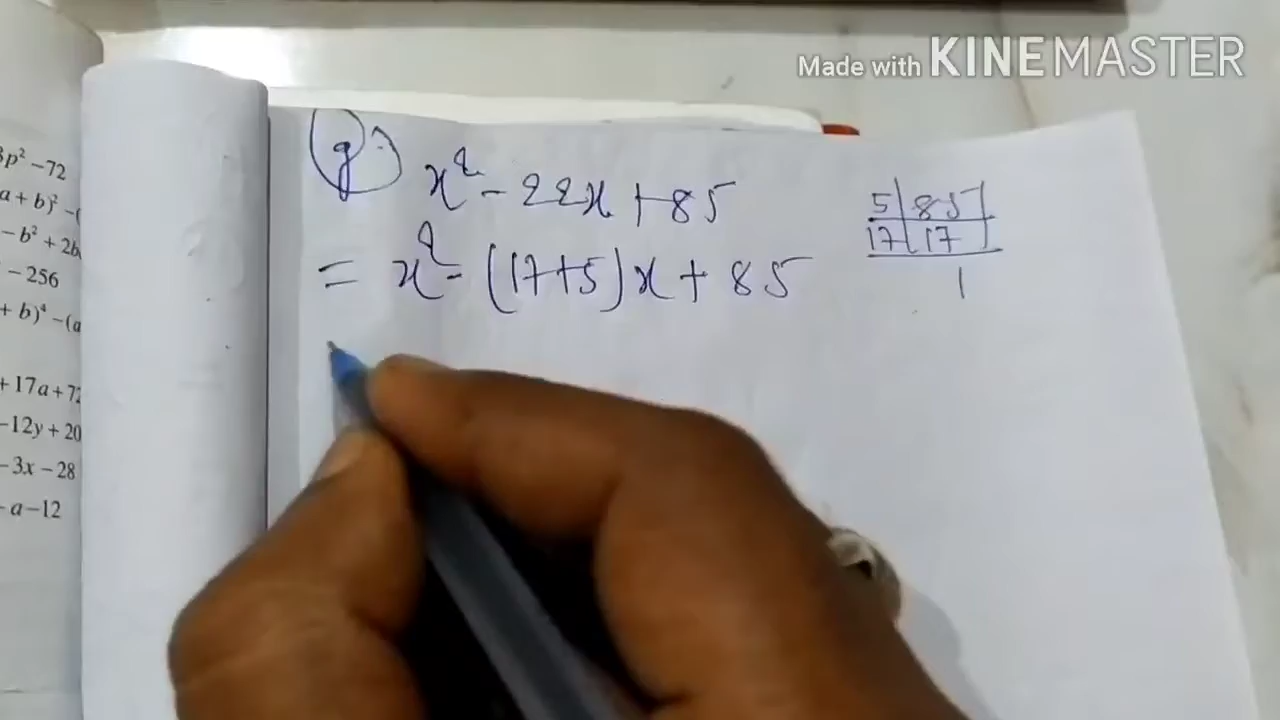 Made with KINEMASTER
3p² - 72
a + b)² - (
- b² + 2b
- 256
+ b)⁴ - (a
+ 17a + 72
- 12y + 20
- 3x - 28
- a - 12
g.
x² - 22x + 85
= x² - (17+5)x + 85
5 | 85
17 | 17
1